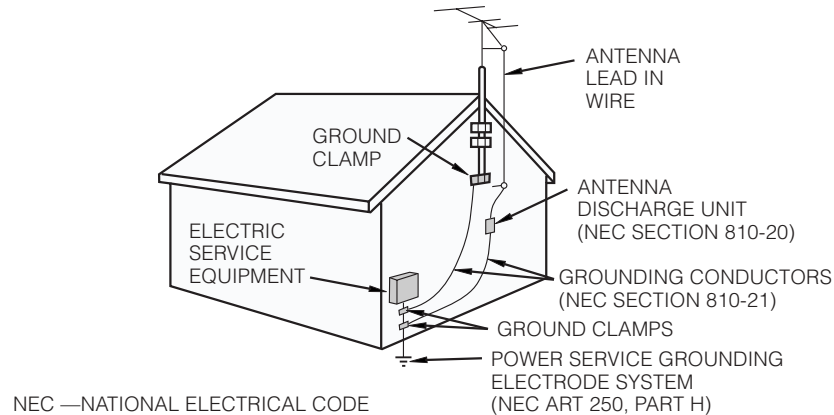 ANTENNA
LEAD IN
WIRE
GROUND
CLAMP
ANTENNA
DISCHARGE UNIT
(NEC SECTION 810-20)
ELECTRIC
SERVICE
EQUIPMENT
GROUNDING CONDUCTORS
(NEC SECTION 810-21)
GROUND CLAMPS
POWER SERVICE GROUNDING
ELECTRODE SYSTEM
(NEC ART 250, PART H)
NEC —NATIONAL ELECTRICAL CODE